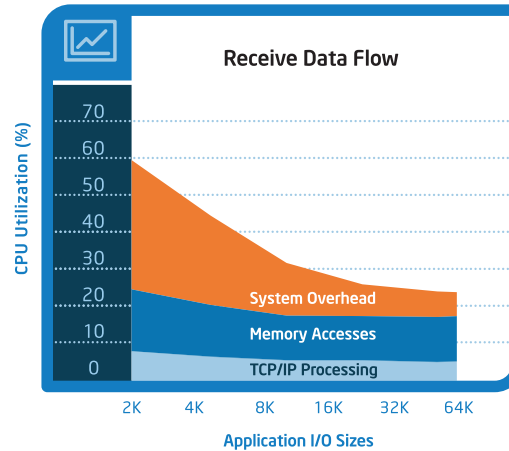 Receive Data Flow
CPU Utilization (%)
70
60
50
40
30
20
10
0
System Overhead
Memory Accesses
TCP/IP Processing
2K 4K 8K 16K 32K 64K
Application I/O Sizes